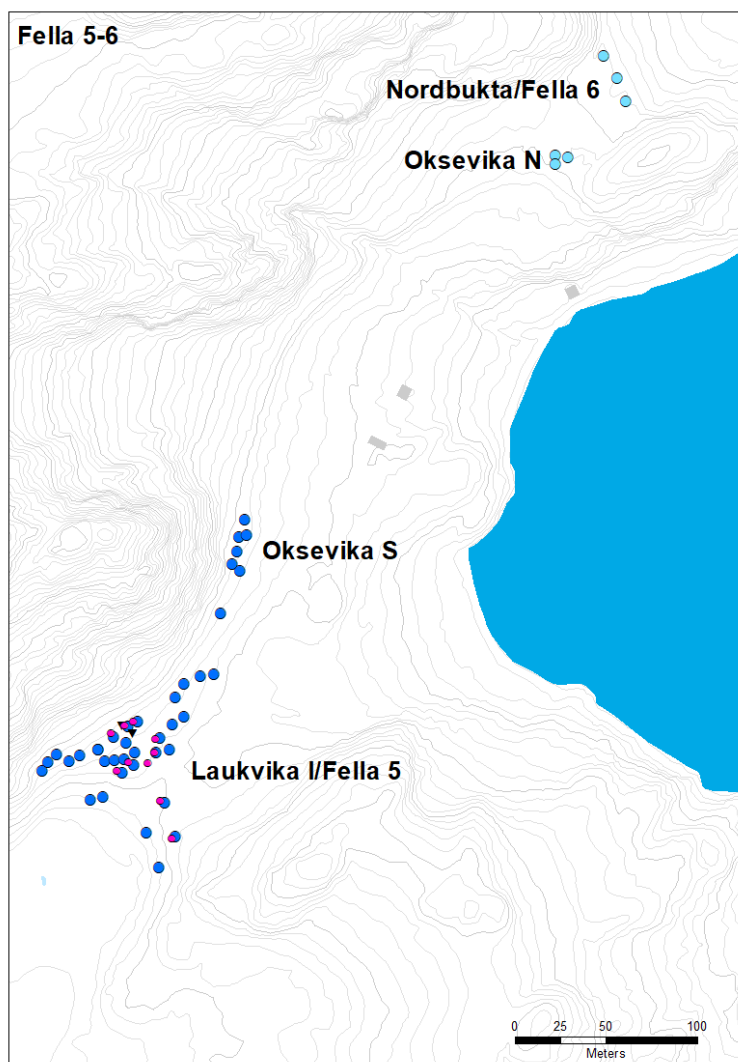 Fella 5-6
Nordbukta/Fella 6
Oksevika N
Oksevika S
Laukvika I/Fella 5
0 25 50 100
Meters